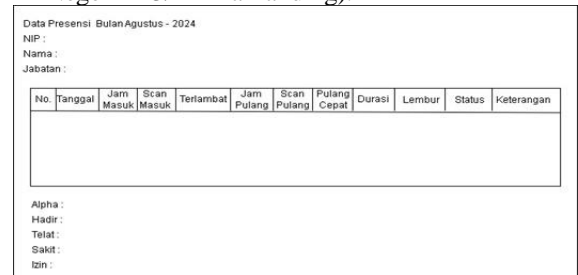 Data Presensi Bulan Agustus - 2024
NIP :
Nama :
Jabatan :
No. Tanggal Jam Masuk Scan Masuk Terlambat Jam Pulang Scan Pulang Pulang Cepat Durasi Lembur Status Keterangan
Alpha :
Hadir :
Telat :
Sakit :
Izin :